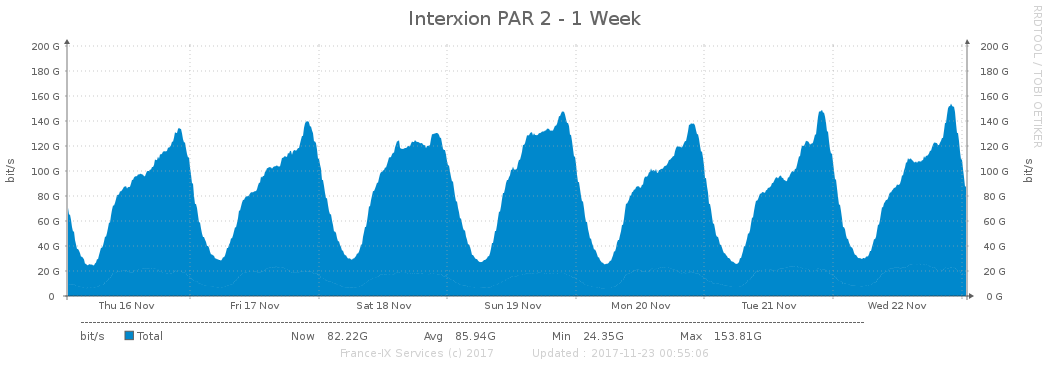 Interxion PAR 2 - 1 Week
RRDTOOL / TOBI OETIKER
200 G 200 G
180 G 180 G
160 G 160 G
140 G 140 G
120 G 120 G
100 G 100 G
80 G 80 G
60 G 60 G
40 G 40 G
20 G 20 G
0 0 G
bit/s bit/s
Thu 16 Nov Fri 17 Nov Sat 18 Nov Sun 19 Nov Mon 20 Nov Tue 21 Nov Wed 22 Nov
bit/s Total Now 82.22G Avg 85.94G Min 24.35G Max 153.81G
France-IX Services (c) 2017 Updated : 2017-11-23 00:55:06